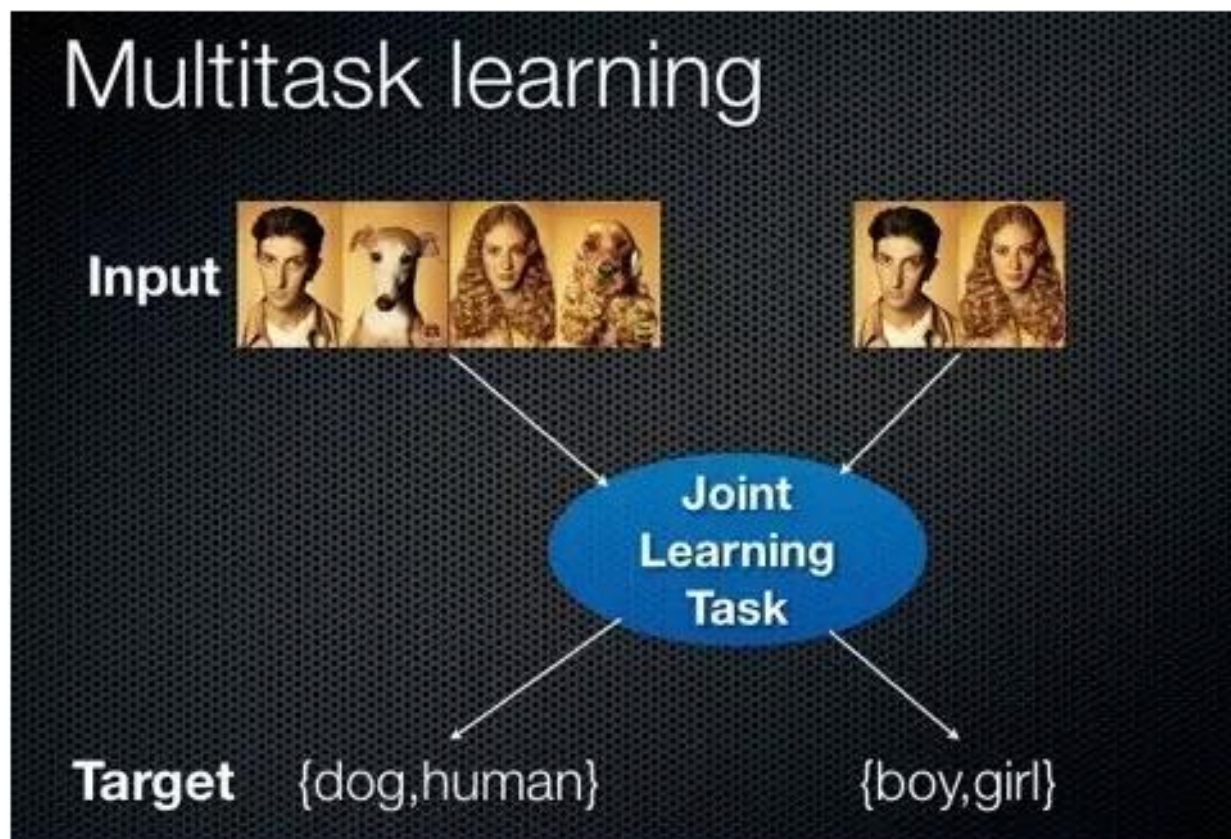 Multitask learning
Input
Joint
Learning
Task
Target {dog,human} {boy,girl}